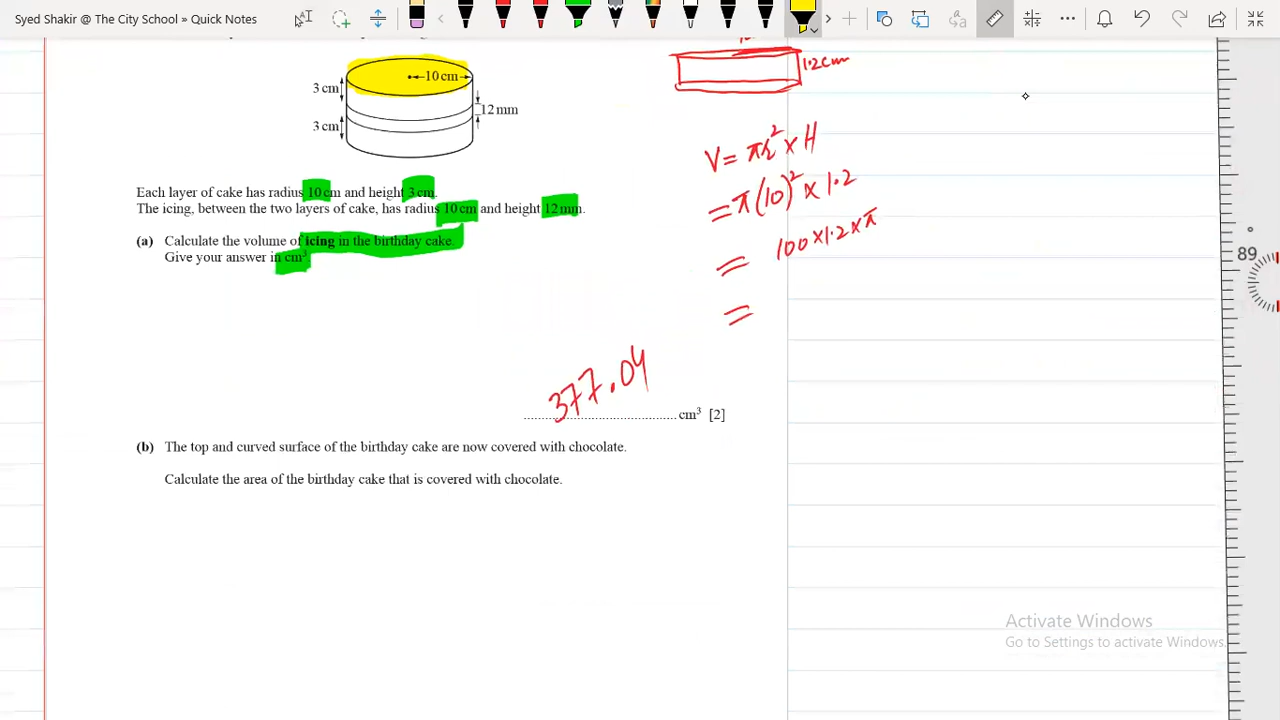 Syed Shakir @ The City School » Quick Notes
1.2cm
10 cm
3 cm
12 mm
3 cm
V = πr² × H
Each layer of cake has radius 10 cm and height 3 cm.
= π(10)² × 1.2
The icing, between the two layers of cake, has radius 10 cm and height 12 mm.
(a) Calculate the volume of icing in the birthday cake.
= 100 × 1.2 × π
Give your answer in cm³.
89
=
377.04
cm³ [2]
(b) The top and curved surface of the birthday cake are now covered with chocolate.
Calculate the area of the birthday cake that is covered with chocolate.
Activate Windows
Go to Settings to activate Windows